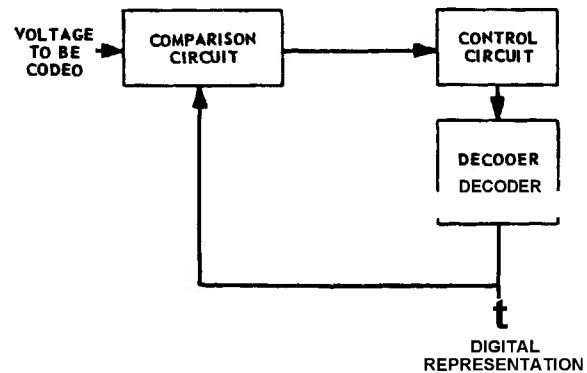 VOLTAGE
TO BE
CODEO
COMPARISON
CIRCUIT
CONTROL
CIRCUIT
DECOOER
DECODER
t
DIGITAL
REPRESENTATION